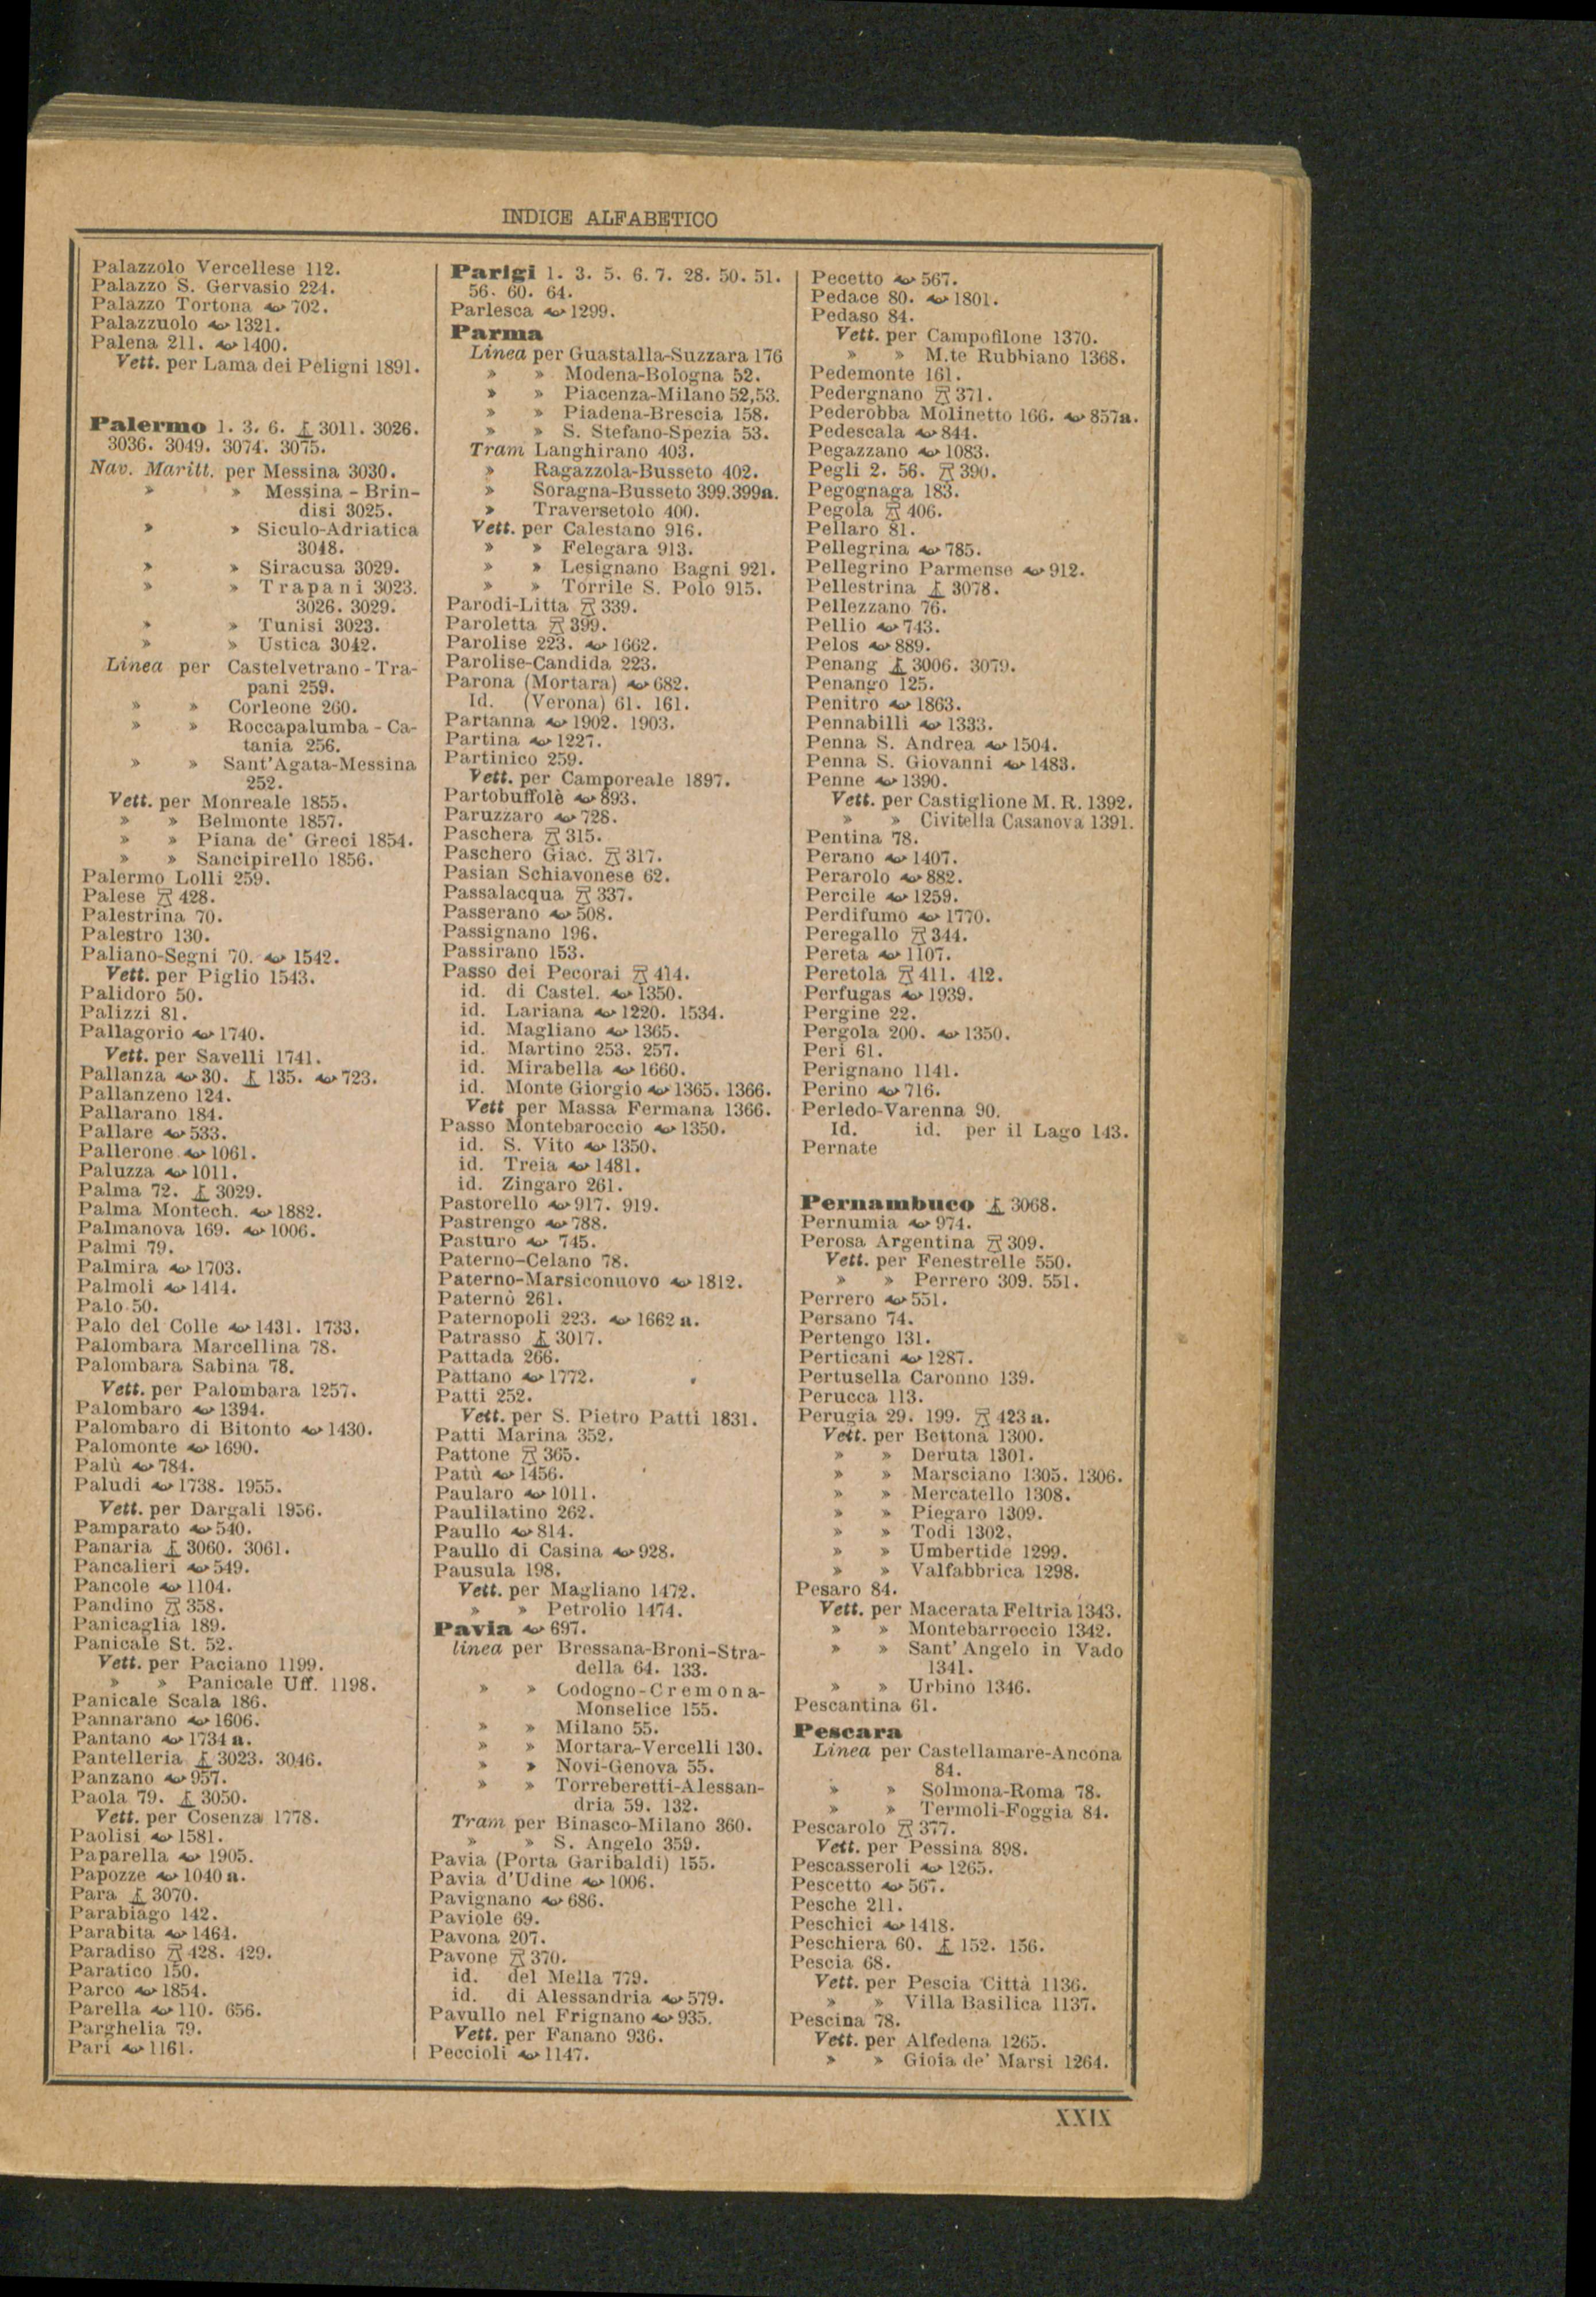 INDICE ALFABETICO
Palazzolo Vercellese 112.
Palazzo S. Gervasio 224.
Palazzo Tortona 702.
Palazzuolo 1321.
Palena 211. 1400.
Vett. per Lama dei Peligni 1891.
Palermo 1. 3. 6. 3011. 3026.
3036. 3049. 3074. 3075.
Nav. Maritt. per Messina 3030.
» » Messina - Brin-
disi 3025.
» » Siculo-Adriatica
3048.
» » Siracusa 3029.
» » Trapani 3023.
3026. 3029.
» » Tunisi 3023.
» » Ustica 3042.
Linea per Castelvetrano - Tra-
pani 259.
» » Corleone 260.
» » Roccapalumba - Ca-
tania 256.
» » Sant'Agata-Messina
252.
Vett. per Monreale 1855.
» » Belmonte 1857.
» » Piana de' Greci 1854.
» » Sancipirello 1856.
Palermo Lolli 259.
Palese 428.
Palestrina 70.
Palestro 130.
Paliano-Segni 70. 1542.
Vett. per Piglio 1543.
Palidoro 50.
Palizzi 81.
Pallagorio 1740.
Vett. per Savelli 1741.
Pallanza 30. 135. 723.
Pallanzeno 124.
Pallarano 184.
Pallare 533.
Pallerone 1061.
Paluzza 1011.
Palma 72. 3029.
Palma Montech. 1882.
Palmanova 169. 1006.
Palmi 79.
Palmira 1703.
Palmoli 1414.
Palo 50.
Palo del Colle 1431. 1733.
Palombara Marcellina 78.
Palombara Sabina 78.
Vett. per Palombara 1257.
Palombaro 1394.
Palombaro di Bitonto 1430.
Palomonte 1690.
Palù 784.
Paludi 1738. 1955.
Vett. per Dargali 1956.
Pamparato 540.
Panaria 3060. 3061.
Pancalieri 549.
Pancole 1104.
Pandino 358.
Panicaglia 189.
Panicale St. 52.
Vett. per Paciano 1199.
» » Panicale Uff. 1198.
Panicale Scala 186.
Pannarano 1606.
Pantano 1734 a.
Pantelleria 3023. 3046.
Panzano 957.
Paola 79. 3050.
Vett. per Cosenza 1778.
Paolisi 1581.
Paparella 1905.
Papozze 1040 a.
Para 3070.
Parabiago 142.
Parabita 1464.
Paradiso 428. 429.
Paratico 150.
Parco 1854.
Parella 110. 656.
Parghelia 79.
Pari 1161.
Parigi 1. 3. 5. 6. 7. 28. 50. 51.
56. 60. 64.
Parlesca 1299.
Parma
Linea per Guastalla-Suzzara 176
» » Modena-Bologna 52.
» » Piacenza-Milano 52,53.
» » Piadena-Brescia 158.
» » S. Stefano-Spezia 53.
Tram Langhirano 403.
» Ragazzola-Busseto 402.
» Soragna-Busseto 399.399a.
» Traversetolo 400.
Vett. per Calestano 916.
» » Felegara 913.
» » Lesignano Bagni 921.
» » Torrile S. Polo 915.
Parodi-Litta 339.
Paroletta 399.
Parolise 223. 1662.
Parolise-Candida 223.
Parona (Mortara) 682.
Id. (Verona) 61. 161.
Partanna 1902. 1903.
Partina 1227.
Partinico 259.
Vett. per Camporeale 1897.
Partobuffolè 893.
Paruzzaro 728.
Paschera 315.
Paschero Giac. 317.
Pasian Schiavonese 62.
Passalacqua 337.
Passerano 508.
Passignano 196.
Passirano 153.
Passo dei Pecorai 414.
id. di Castel. 1350.
id. Lariana 1220. 1534.
id. Magliano 1365.
id. Martino 253. 257.
id. Mirabella 1660.
id. Monte Giorgio 1365. 1366.
Vett per Massa Fermana 1366.
Passo Montebaroccio 1350.
id. S. Vito 1350.
id. Treia 1481.
id. Zingaro 261.
Pastorello 917. 919.
Pastrengo 788.
Pasturo 745.
Paterno-Celano 78.
Paterno-Marsiconuovo 1812.
Paternò 261.
Paternopoli 223. 1662 a.
Patrasso 3017.
Pattada 266.
Pattano 1772.
Patti 252.
Vett. per S. Pietro Patti 1831.
Patti Marina 352.
Pattone 365.
Patù 1456.
Paularo 1011.
Paulilatino 262.
Paullo 814.
Paullo di Casina 928.
Pausula 198.
Vett. per Magliano 1472.
» » Petrolio 1474.
Pavia 697.
linea per Bressana-Broni-Stra-
della 64. 133.
» » Codogno-Cremona-
Monselice 155.
» » Milano 55.
» » Mortara-Vercelli 130.
» » Novi-Genova 55.
» » Torreberetti-Alessan-
dria 59. 132.
Tram per Binasco-Milano 360.
» » S. Angelo 359.
Pavia (Porta Garibaldi) 155.
Pavia d'Udine 1006.
Pavignano 686.
Paviole 69.
Pavona 207.
Pavone 370.
id. del Mella 779.
id. di Alessandria 579.
Pavullo nel Frignano 935.
Vett. per Fanano 936.
Peccioli 1147.
Pecetto 567.
Pedace 80. 1801.
Pedaso 84.
Vett. per Campofilone 1370.
» » M.te Rubbiano 1368.
Pedemonte 161.
Pedergnano 371.
Pederobba Molinetto 166. 857a.
Pedescala 844.
Pegazzano 1083.
Pegli 2. 56. 390.
Pegognaga 183.
Pegola 406.
Pellaro 81.
Pellegrina 785.
Pellegrino Parmense 912.
Pellestrina 3078.
Pellezzano 76.
Pellio 743.
Pelos 889.
Penang 3006. 3079.
Penango 125.
Penitro 1863.
Pennabilli 1333.
Penna S. Andrea 1504.
Penna S. Giovanni 1483.
Penne 1390.
Vett. per Castiglione M. R. 1392.
» » Civitella Casanova 1391.
Pentina 78.
Perano 1407.
Perarolo 882.
Percile 1259.
Perdifumo 1770.
Peregallo 344.
Pereta 1107.
Peretola 411. 412.
Perfugas 1939.
Pergine 22.
Pergola 200. 1350.
Peri 61.
Perignano 1141.
Perino 716.
Perledo-Varenna 90.
Id. id. per il Lago 143.
Pernate
Pernambuco 3068.
Pernumia 974.
Perosa Argentina 309.
Vett. per Fenestrelle 550.
» » Perrero 309. 551.
Perrero 551.
Persano 74.
Pertengo 131.
Perticani 1287.
Pertusella Caronno 139.
Perucca 113.
Perugia 29. 199. 423 a.
Vett. per Bettona 1300.
» » Deruta 1301.
» » Marsciano 1305. 1306.
» » Mercatello 1308.
» » Piegaro 1309.
» » Todi 1302.
» » Umbertide 1299.
» » Valfabbrica 1298.
Pesaro 84.
Vett. per Macerata Feltria 1343.
» » Montebarroccio 1342.
» » Sant' Angelo in Vado
1341.
» » Urbino 1346.
Pescantina 61.
Pescara
Linea per Castellamare-Ancona
84.
» » Solmona-Roma 78.
» » Termoli-Foggia 84.
Pescarolo 377.
Vett. per Pessina 898.
Pescasseroli 1265.
Pescetto 567.
Pesche 211.
Peschici 1418.
Peschiera 60. 152. 156.
Pescia 68.
Vett. per Pescia Città 1136.
» » Villa Basilica 1137.
Pescina 78.
Vett. per Alfedena 1265.
» » Gioia de' Marsi 1264.
XXIX